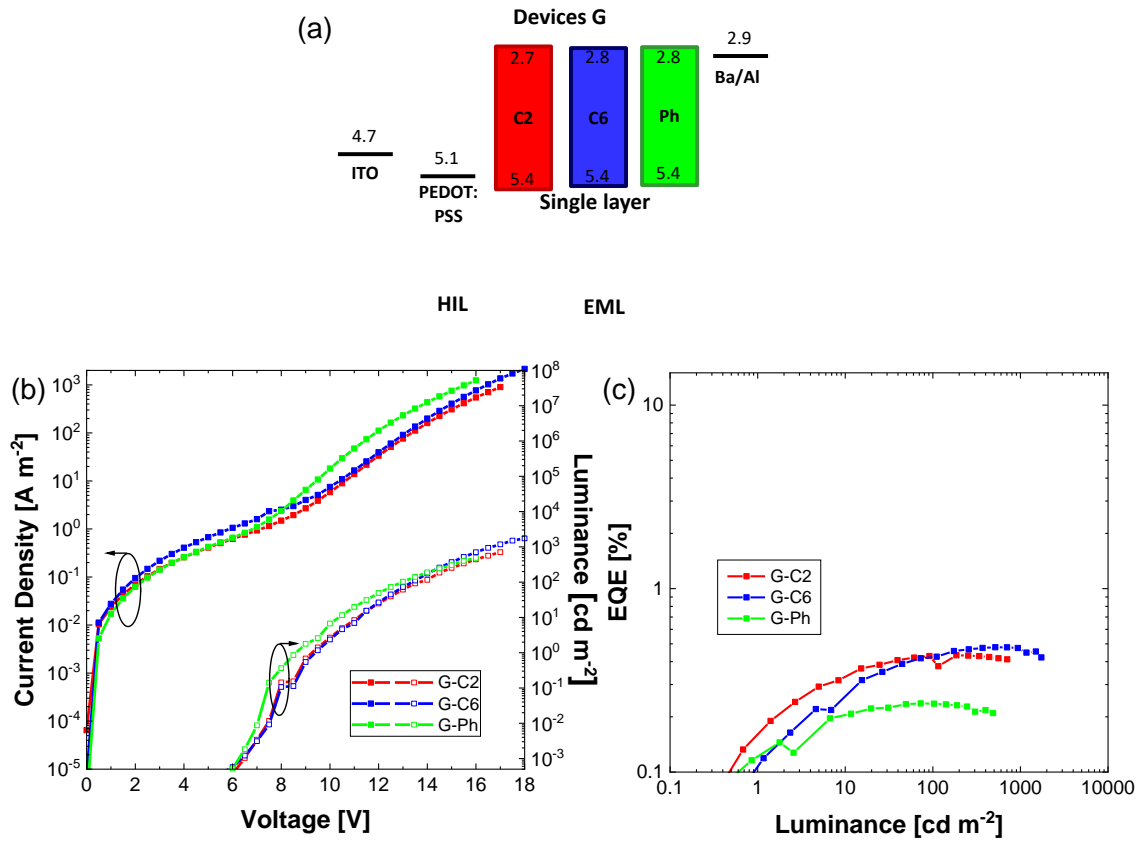 (a)
Devices G
4.7
ITO
5.1
PEDOT:
PSS
2.7
C2
5.4
2.8
C6
5.4
2.8
Ph
5.4
2.9
Ba/Al
Single layer
HIL
EML
(b)
Current Density [A m⁻²]
10³
10²
10¹
10⁰
10⁻¹
10⁻²
10⁻³
10⁻⁴
10⁻⁵
0 2 4 6 8 10 12 14 16 18
Voltage [V]
10⁸
10⁷
10⁶
10⁵
10⁴
10³
10²
10¹
10⁰
10⁻¹
10⁻²
10⁻³
Luminance [cd m⁻²]
G-C2
G-C6
G-Ph
(c)
EQE [%]
10
1
0.1
G-C2
G-C6
G-Ph
0.1 1 10 100 1000 10000
Luminance [cd m⁻²]